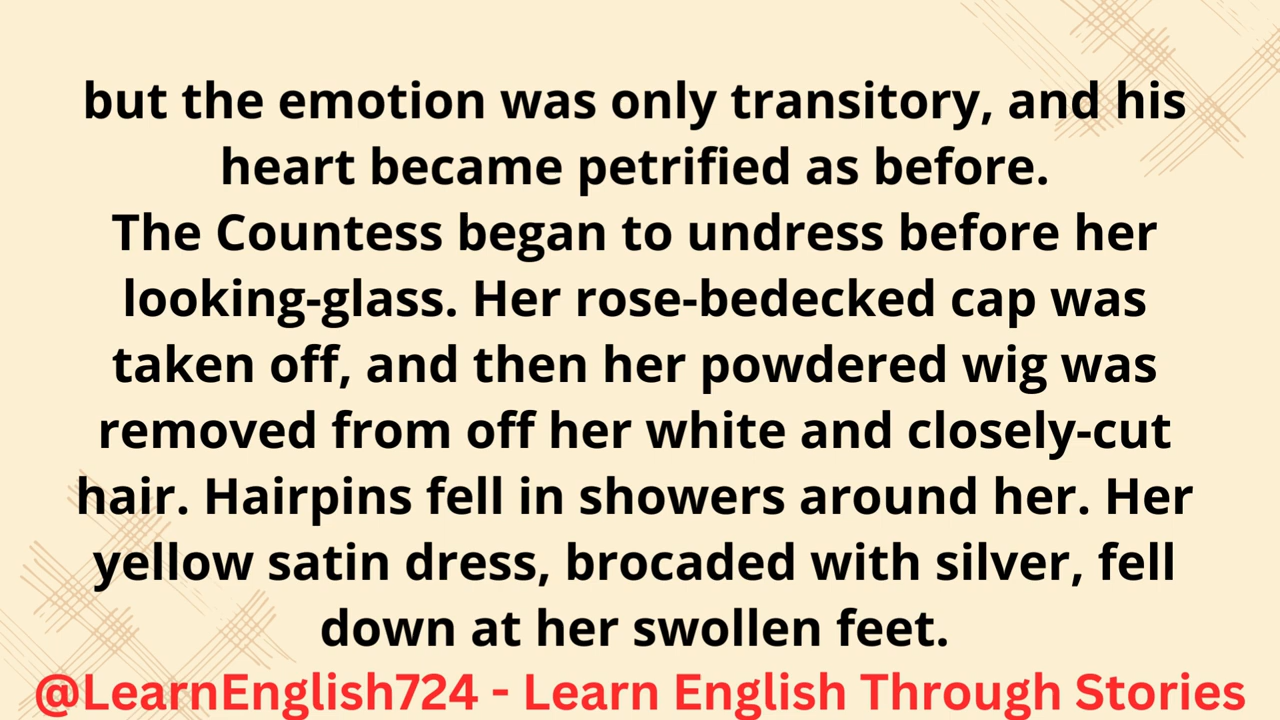 but the emotion was only transitory, and his
heart became petrified as before.
The Countess began to undress before her
looking-glass. Her rose-bedecked cap was
taken off, and then her powdered wig was
removed from off her white and closely-cut
hair. Hairpins fell in showers around her. Her
yellow satin dress, brocaded with silver, fell
down at her swollen feet.
@LearnEnglish724 - Learn English Through Stories